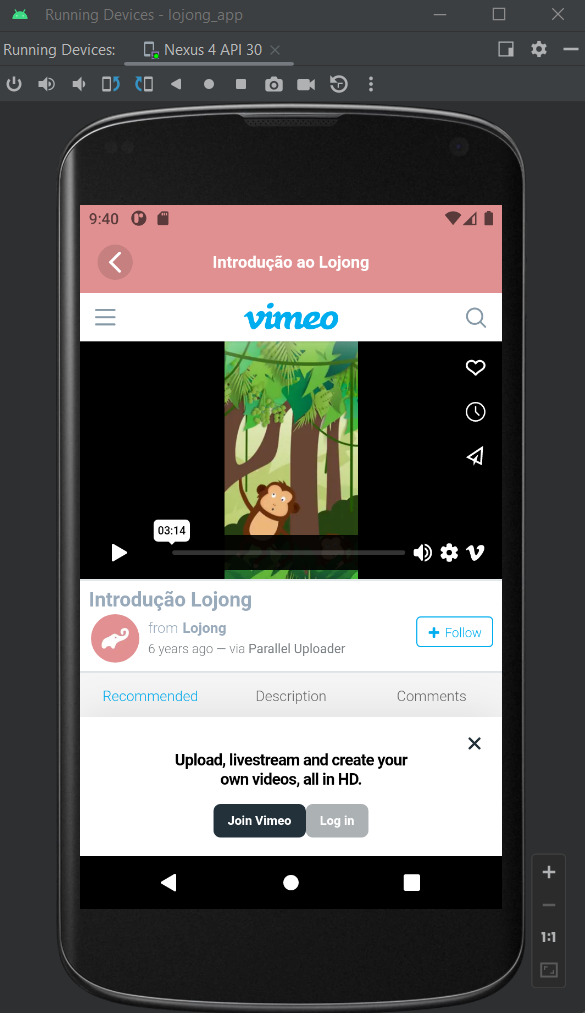 Running Devices - lojong_app
Running Devices:
Nexus 4 API 30
9:40
Introdução ao Lojong
vimeo
03:14
Introdução Lojong
from Lojong
6 years ago — via Parallel Uploader
+ Follow
Recommended
Description
Comments
Upload, livestream and create your
own videos, all in HD.
Join Vimeo
Log in
1:1